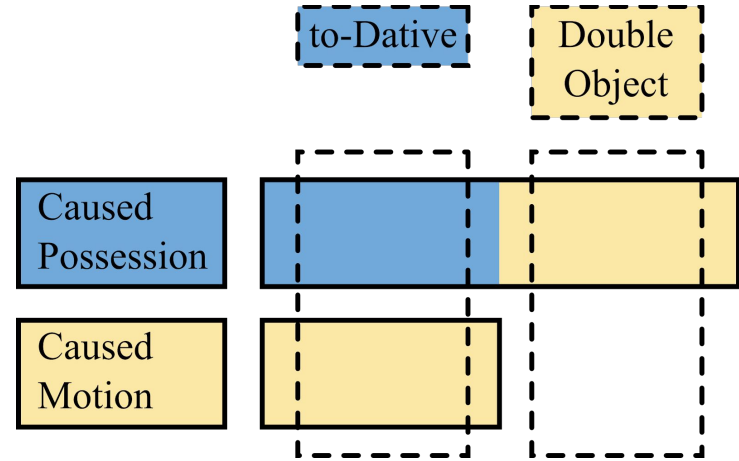 to-Dative
Double
Object
Caused
Possession
Caused
Motion